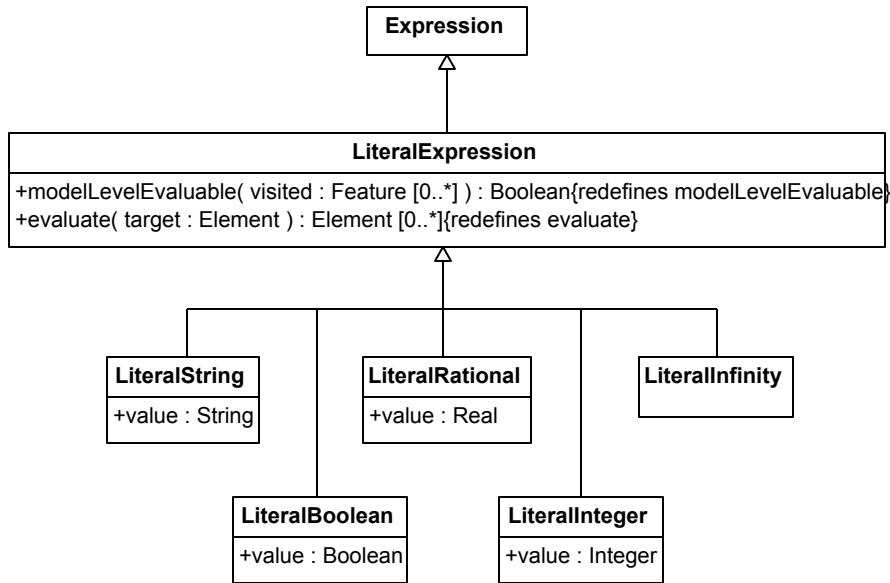 Expression
LiteralExpression
+modelLevelEvaluable( visited : Feature [0..*] ) : Boolean{redefines modelLevelEvaluable}
+evaluate( target : Element ) : Element [0..*]{redefines evaluate}
LiteralString
+value : String
LiteralRational
+value : Real
LiteralInfinity
LiteralBoolean
+value : Boolean
LiteralInteger
+value : Integer